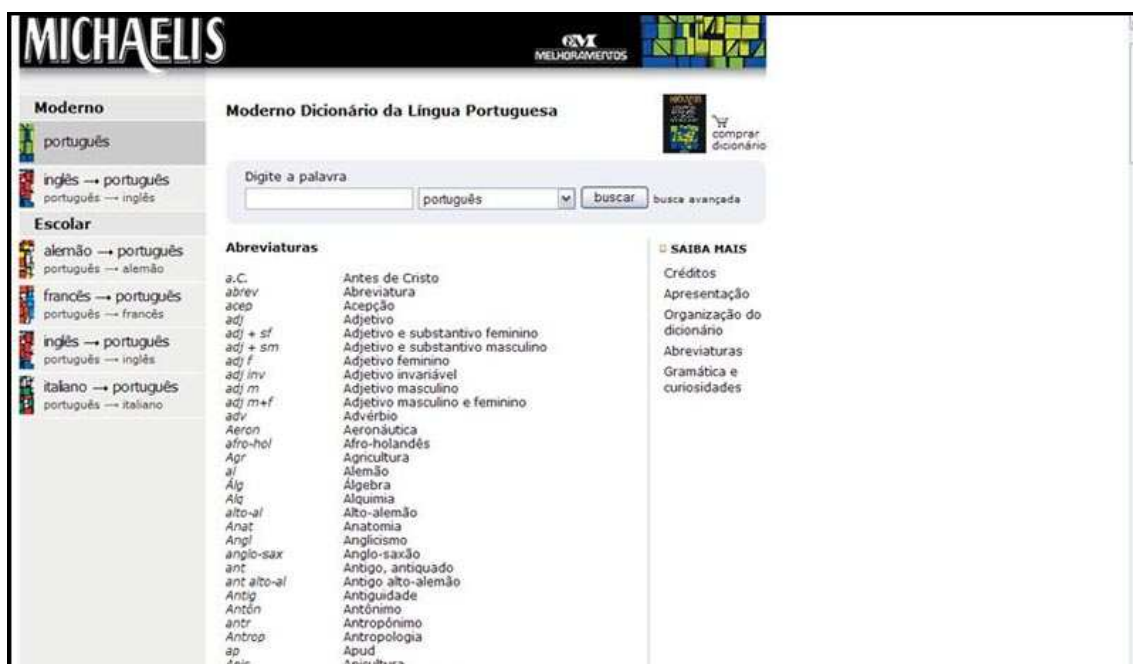 MICHAELIS
MELHORAMENTOS
Moderno
português
inglês → português
português → inglês
Escolar
alemão → português
português → alemão
francês → português
português → francês
inglês → português
português → inglês
italiano → português
português → italiano
Moderno Dicionário da Língua Portuguesa
comprar
dicionário
Digite a palavra
português buscar busca avançada
Abreviaturas
a.C. Antes de Cristo
abrev Abreviatura
acep Acepção
adj Adjetivo
adj + sf Adjetivo e substantivo feminino
adj + sm Adjetivo e substantivo masculino
adj f Adjetivo feminino
adj inv Adjetivo invariável
adj m Adjetivo masculino
adj m+f Adjetivo masculino e feminino
adv Advérbio
Aeron Aeronáutica
afro-hol Afro-holandês
Agr Agricultura
al Alemão
Álg Álgebra
Alq Alquimia
alto-al Alto-alemão
Anat Anatomia
Angl Anglicismo
anglo-sax Anglo-saxão
ant Antigo, antiquado
ant alto-al Antigo alto-alemão
Antig Antiguidade
Antôn Antônimo
antr Antropônimo
Antrop Antropologia
ap Apud
Apic Apicultura
SAIBA MAIS
Créditos
Apresentação
Organização do
dicionário
Abreviaturas
Gramática e
curiosidades